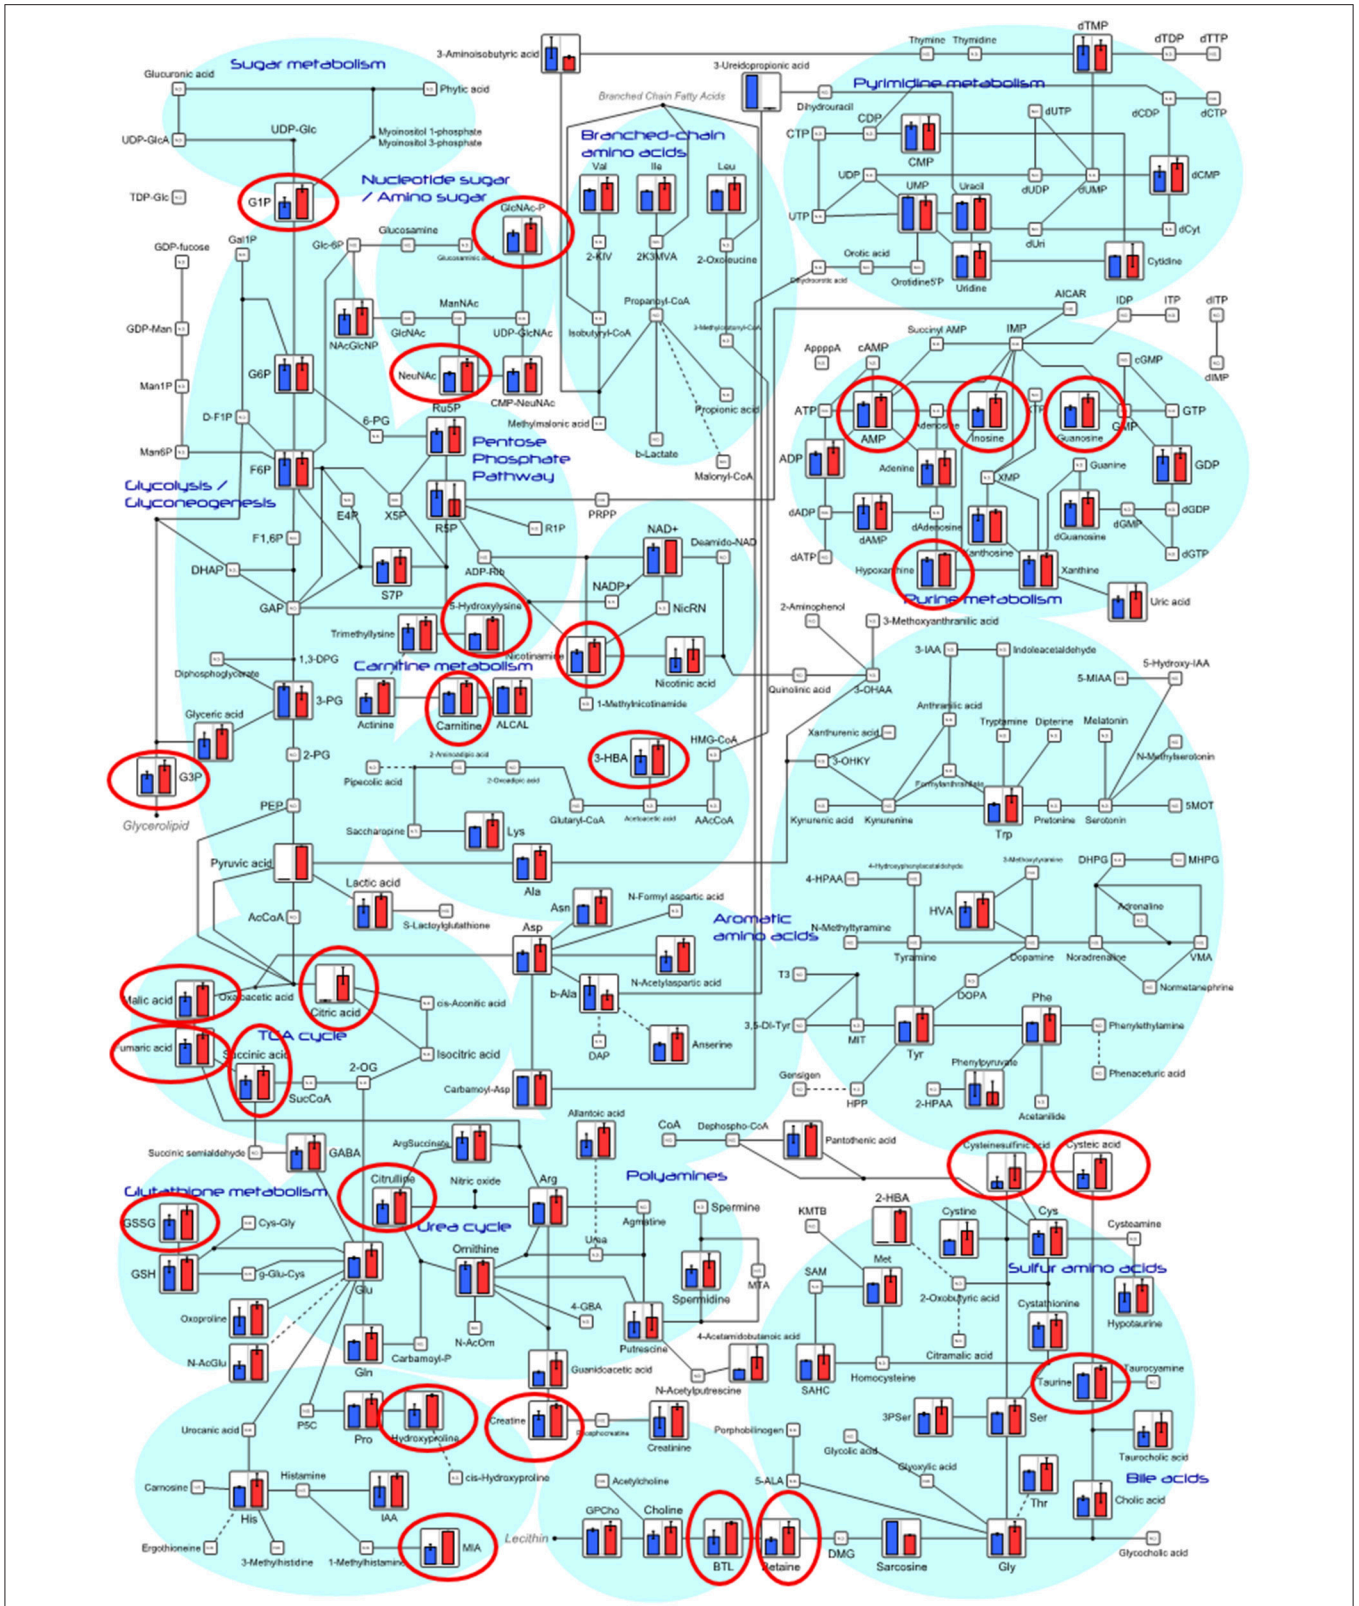 3-Aminoisobutyric acid
Thymine
Thymidine
dTMP
dTDP
dTTP
Sugar metabolism
3-Ureidopropionic acid
Glucuronic acid
Phytic acid
Pyrimidine metabolism
Branched Chain Fatty Acids
Dihydrouracil
UDP-GlcA
UDP-Glc
Myoinositol 1-phosphate
Myoinositol 3-phosphate
Branched-chain
amino acids
CTP
CDP
CMP
dUTP
dCDP
dCTP
Val
Ile
Leu
UDP
UMP
Uracil
dUDP
dUMP
dCMP
Nucleotide sugar
/ Amino sugar
TDP-Glc
G1P
GlcNAc-P
UTP
dUri
dCyt
GDP-fucose
Gal1P
Glc-6P
Glucosamine
2-KIV
2K3MVA
2-Oxoleucine
Orotic acid
Orotidine5'P
Uridine
Cytidine
Propanoyl-CoA
AICAR
IDP
ITP
dITP
GDP-Man
NAcGlcNP
GlcNAc
ManNAc
UDP-GlcNAc
Isobutyryl-CoA
Succinyl AMP
IMP
AppppA
cAMP
cGMP
dIMP
Man1P
G6P
NeuNAc
CMP-NeuNAc
Propionic acid
D-F1P
6-PG
Ru5P
Methylmalonic acid
ATP
AMP
Adenosine
Inosine
Guanosine
GMP
GTP
Man6P
F6P
Pentose
Phosphate
Pathway
b-Lactate
Malonyl-CoA
ADP
Adenine
XMP
Guanine
GDP
Glycolysis /
Glyconeogenesis
E4P
X5P
R5P
R1P
PRPP
dADP
dAMP
dAdenosine
Xanthosine
dGuanosine
dGMP
dGDP
F1,6P
NAD+
Deamido-NAD
dATP
dGTP
DHAP
S7P
ADP-Rib
NADP+
Hypoxanthine
Xanthine
Purine metabolism
Uric acid
GAP
5-Hydroxylysine
NicRN
2-Aminophenol
3-Methoxyanthranilic acid
Trimethyllysine
Nicotinamide
Nicotinic acid
Carnitine metabolism
1,3-DPG
Diphosphoglycerate
3-PG
Actinine
Carnitine
ALCAL
1-Methylnicotinamide
Quinolinic acid
3-OHAA
3-IAA
Indoleacetaldehyde
5-Hydroxy-IAA
5-MIAA
Glyceric acid
Anthranilic acid
Tryptamine
Dipterine
Melatonin
Xanthurenic acid
N-Methylserotonin
2-PG
2-Aminoadipic acid
2-Oxoadipic acid
Pipecolic acid
3-HBA
HMG-CoA
G3P
3-OHKY
Formylanthranilate
PEP
Glutaryl-CoA
Acetoacetic acid
AAcCoA
Glycerolipid
Saccharopine
Lys
Kynurenic acid
Kynurenine
Trp
Pretonine
Serotonin
5MOT
Pyruvic acid
Ala
Lactic acid
4-Hydroxyphenylacetaldehyde
3-Methoxytyramine
4-HPAA
DHPG
MHPG
AcCoA
S-Lactoylglutathione
Asn
N-Formyl aspartic acid
HVA
Adrenaline
Asp
Aromatic
amino acids
N-Methyltyramine
Tyramine
Dopamine
Noradrenaline
VMA
Malic acid
Oxaloacetic acid
Citric acid
cis-Aconitic acid
N-Acetylaspartic acid
b-Ala
T3
DOPA
Normetanephrine
TCA cycle
Fumaric acid
Succinic acid
SucCoA
2-OG
Isocitric acid
DAP
Anserine
3,5-DI-Tyr
MIT
Tyr
Phe
Phenylethylamine
Phenylpyruvate
Carbamoyl-Asp
Gensigen
HPP
2-HPAA
Acetanilide
Phenaceturic acid
Allantoic acid
ArgSuccinate
CoA
Dephospho-CoA
Pantothenic acid
Succinic semialdehyde
GABA
Cysteinesulfinic acid
Cysteic acid
Glutathione metabolism
Citrulline
Nitric oxide
Arg
Polyamines
GSSG
Cys-Gly
Urea cycle
Agmatine
Spermine
KMTB
2-HBA
Cystine
Cys
Cysteamine
GSH
g-Glu-Cys
Glu
Ornithine
Urea
Spermidine
MTA
SAM
Met
2-Oxobutyric acid
Sulfur amino acids
Cystathionine
Hypotaurine
Oxoproline
4-GBA
N-AcOrn
Putrescine
4-Acetamidobutanoic acid
N-AcGlu
Gln
Carbamoyl-P
Guanidoacetic acid
N-Acetylputrescine
SAHC
Homocysteine
Citramalic acid
Taurine
Taurocyamine
P5C
Pro
Hydroxyproline
Creatine
Phosphocreatine
Creatinine
3PSer
Ser
Urocanic acid
Porphobilinogen
Glycolic acid
Taurocholic acid
cis-Hydroxyproline
Glyoxylic acid
Thr
Bile acids
Carnosine
His
Histamine
IAA
Acetylcholine
5-ALA
Cholic acid
GPCho
Choline
Ergothioneine
3-Methylhistidine
1-Methylhistamine
MIA
Lecithin
BTL
Betaine
DMG
Sarcosine
Gly
Glycocholic acid